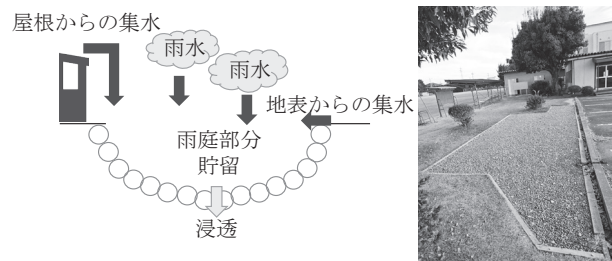 屋根からの集水
雨水
雨水
地表からの集水
雨庭部分
貯留
浸透